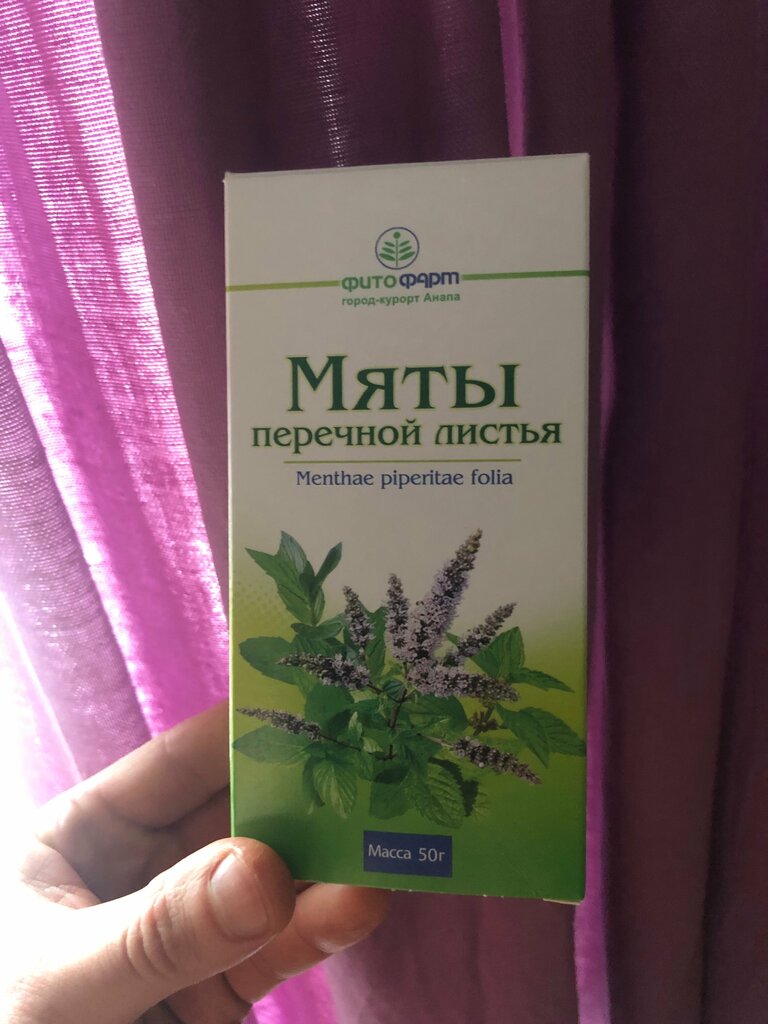 ФИТОФАРМ
город-курорт Анапа
Мяты
перечной листья
Menthae piperitae folia
Масса 50г